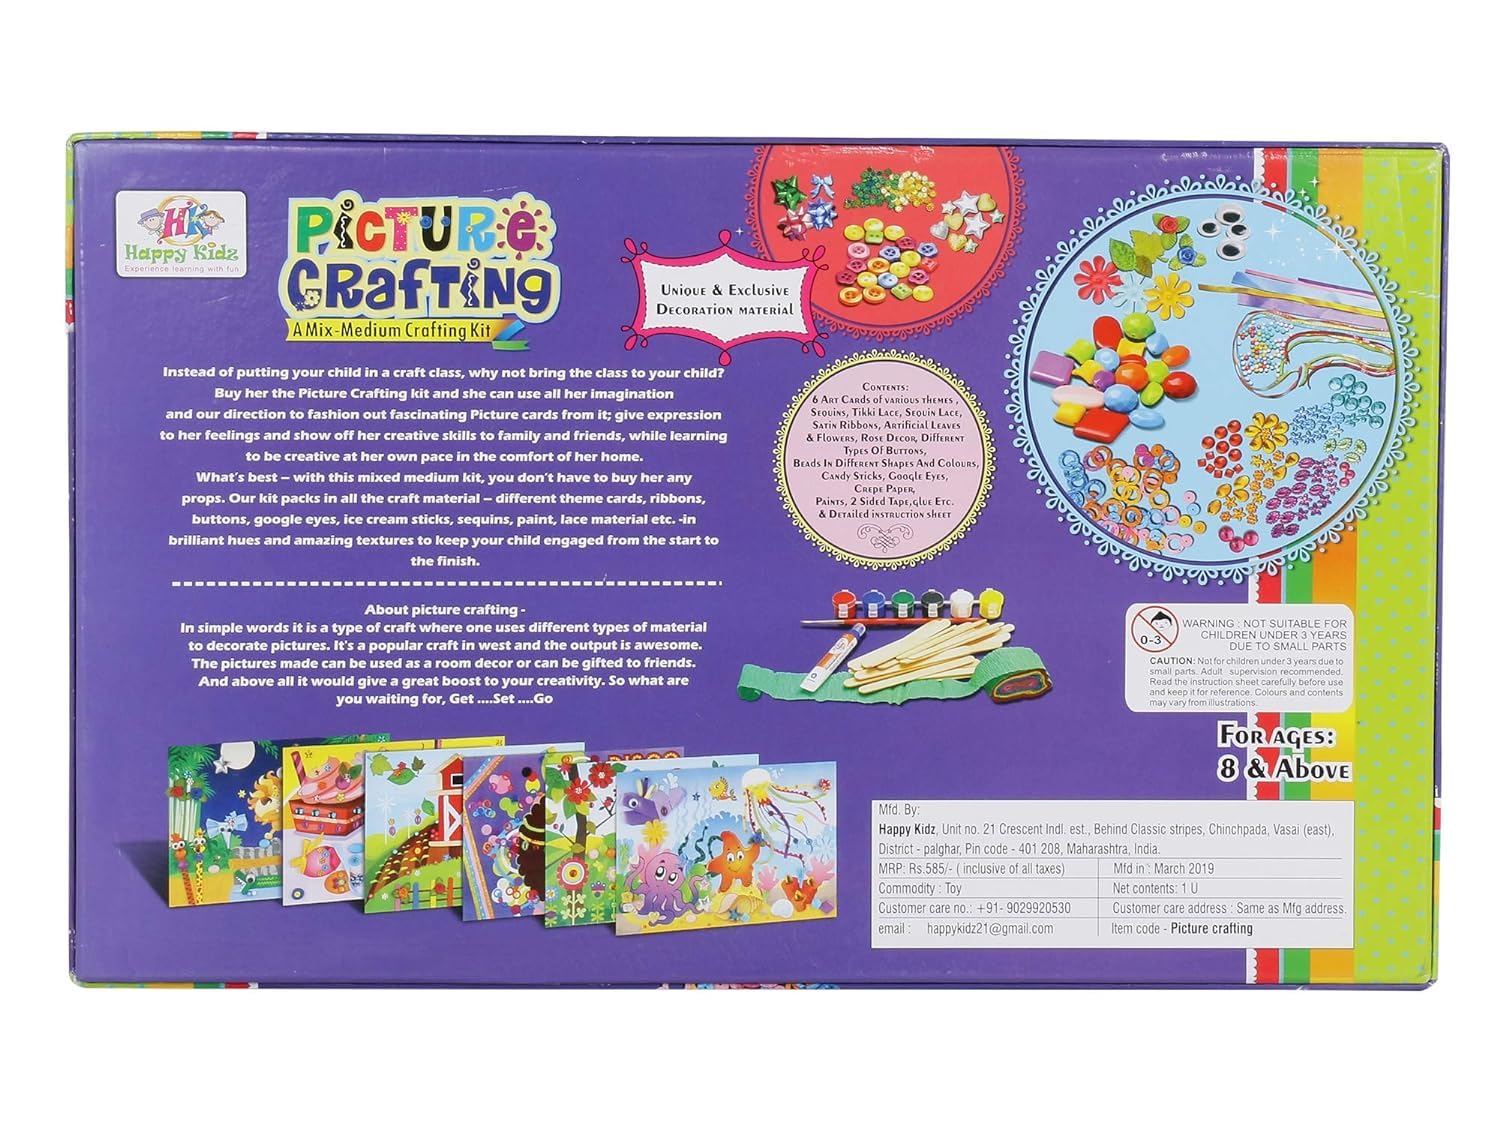 HK
Happy Kidz
Experience learning with fun
PICTURE
CRAFTING
A Mix-Medium Crafting Kit
Instead of putting your child in a craft class, why not bring the class to your child?
Buy her the Picture Crafting kit and she can use all her imagination
and our direction to fashion out fascinating Picture cards from it; give expression
to her feelings and show off her creative skills to family and friends, while learning
to be creative at her own pace in the comfort of her home.
What's best – with this mixed medium kit, you don't have to buy her any
props. Our kit packs in all the craft material – different theme cards, ribbons,
buttons, google eyes, ice cream sticks, sequins, paint, lace material etc. -in
brilliant hues and amazing textures to keep your child engaged from the start to
the finish.
About picture crafting -
In simple words it is a type of craft where one uses different types of material
to decorate pictures. It's a popular craft in west and the output is awesome.
The pictures made can be used as a room decor or can be gifted to friends.
And above all it would give a great boost to your creativity. So what are
you waiting for, Get ....Set ....Go
Unique & Exclusive
Decoration material
Contents:
6 Art Cards of various themes ,
Sequins, Tikki Lace, Sequin Lace,
Satin Ribbons, Artificial Leaves
& Flowers, Rose Decor, Different
Types Of Buttons,
Beads In Different Shapes And Colours,
Candy Sticks, Google Eyes,
Crepe Paper,
Paints, 2 Sided Tape,glue Etc.
& Detailed instruction sheet
0-3
WARNING : NOT SUITABLE FOR
CHILDREN UNDER 3 YEARS
DUE TO SMALL PARTS
CAUTION: Not for children under 3 years due to
small parts. Adult supervision recommended.
Read the instruction sheet carefully before use
and keep it for reference. Colours and contents
may vary from illustrations.
For ages:
8 & Above
Mfd. By:
Happy Kidz, Unit no. 21 Crescent Indl. est., Behind Classic stripes, Chinchpada, Vasai (east),
District - palghar, Pin code - 401 208, Maharashtra, India.
MRP: Rs.585/- ( inclusive of all taxes) Mfd in : March 2019
Commodity : Toy Net contents: 1 U
Customer care no.: +91- 9029920530 Customer care address : Same as Mfg address.
email : happykidz21@gmail.com Item code - Picture crafting